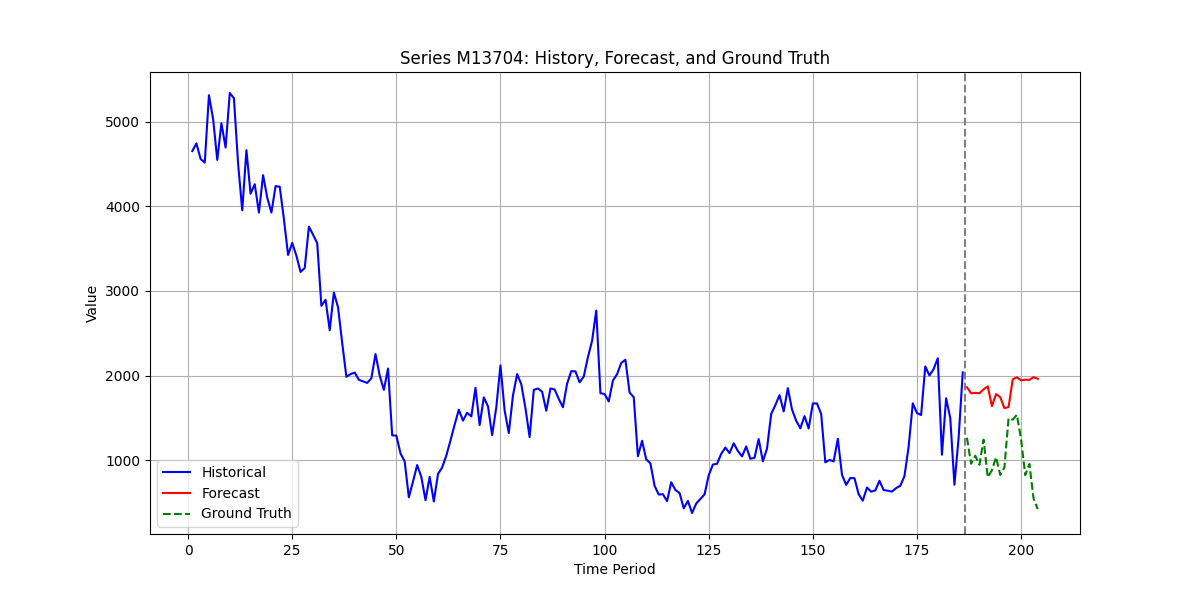 Series M13704: History, Forecast, and Ground Truth
5000
4000
3000
2000
1000
Value
Historical
Forecast
Ground Truth
0 25 50 75 100 125 150 175 200
Time Period